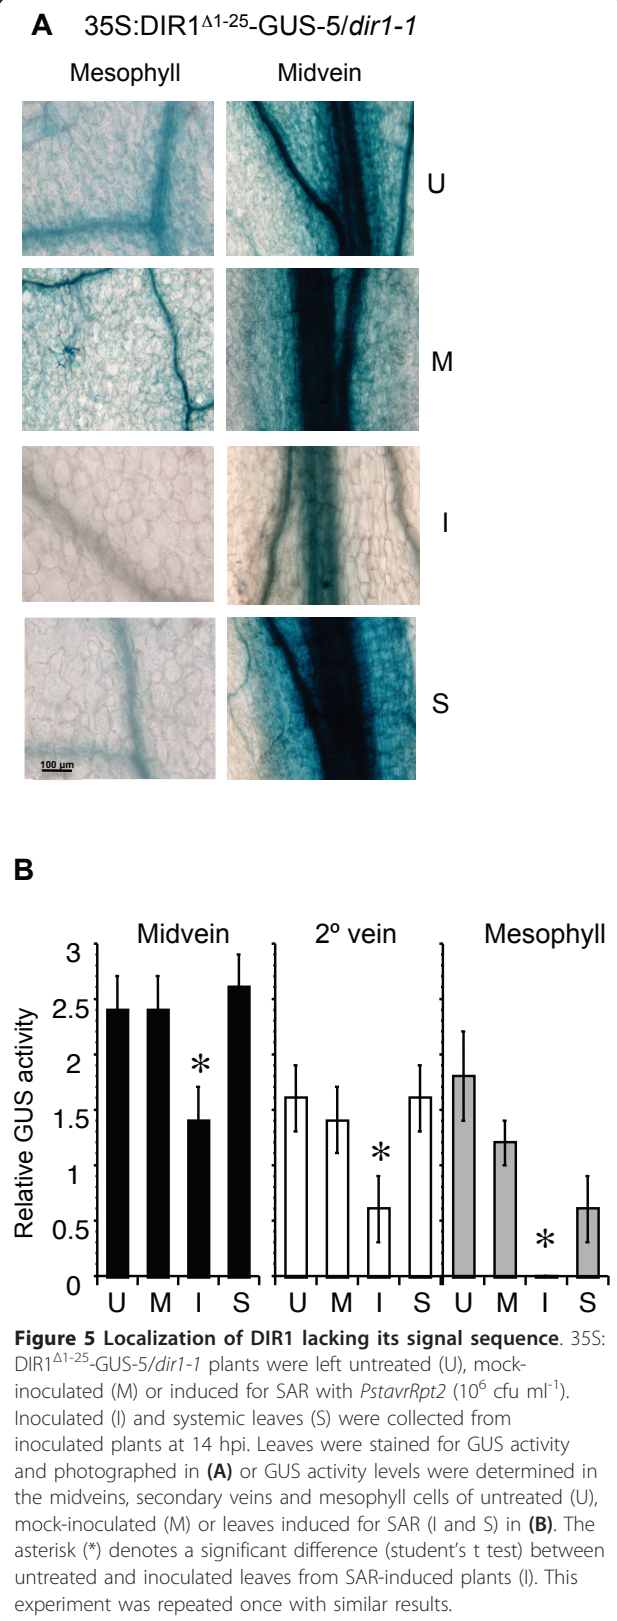 A 35S:DIR1Δ1-25-GUS-5/dir1-1
Mesophyll Midvein
U
M
I
S
100 μm
B
Midvein 2º vein Mesophyll
3
2.5
2
1.5
1
0.5
0
Relative GUS activity
*
*
*
U M I S U M I S U M I S
Figure 5 Localization of DIR1 lacking its signal sequence. 35S:
DIR1Δ1-25-GUS-5/dir1-1 plants were left untreated (U), mock-
inoculated (M) or induced for SAR with PstavrRpt2 (10⁶ cfu ml⁻¹).
Inoculated (I) and systemic leaves (S) were collected from
inoculated plants at 14 hpi. Leaves were stained for GUS activity
and photographed in (A) or GUS activity levels were determined in
the midveins, secondary veins and mesophyll cells of untreated (U),
mock-inoculated (M) or leaves induced for SAR (I and S) in (B). The
asterisk (*) denotes a significant difference (student's t test) between
untreated and inoculated leaves from SAR-induced plants (I). This
experiment was repeated once with similar results.